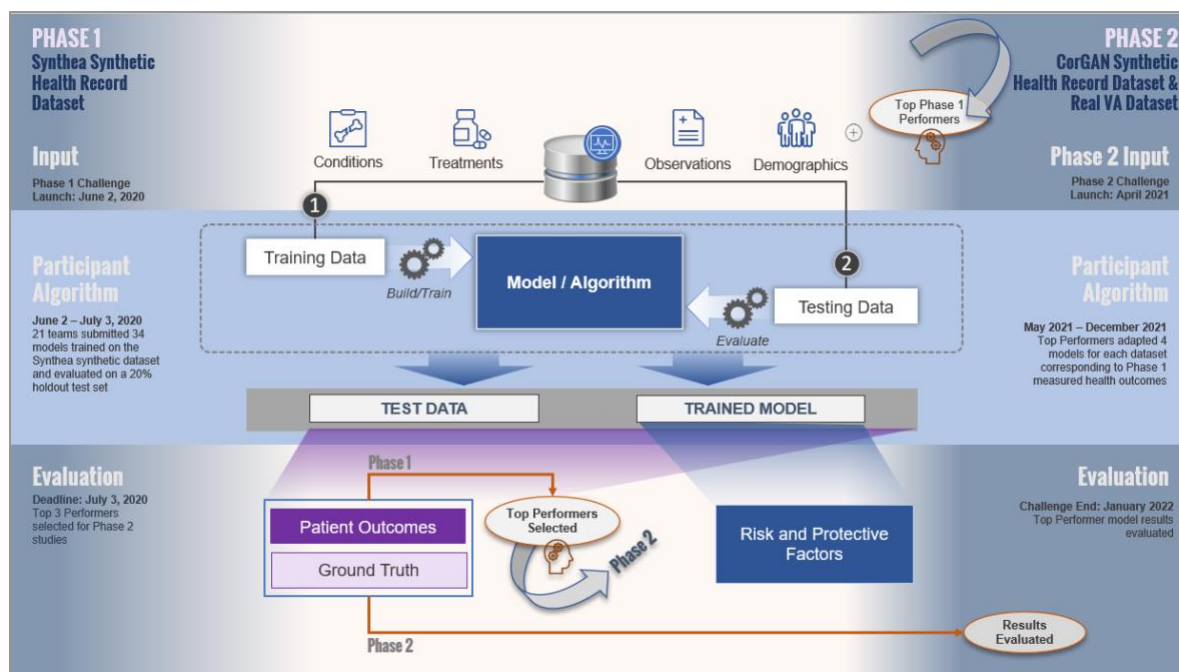 PHASE 1
Synthea Synthetic
Health Record
Dataset
Input
Phase 1 Challenge
Launch: June 2, 2020
Conditions
Treatments
Observations
Demographics
Top Phase 1
Performers
PHASE 2
CorGAN Synthetic
Health Record Dataset &
Real VA Dataset
Phase 2 Input
Phase 2 Challenge
Launch: April 2021
Participant
Algorithm
June 2 – July 3, 2020
21 teams submitted 34
models trained on the
Synthea synthetic dataset
and evaluated on a 20%
holdout test set
1
Training Data
Build/Train
Model / Algorithm
2
Testing Data
Evaluate
Participant
Algorithm
May 2021 – December 2021
Top Performers adapted 4
models for each dataset
corresponding to Phase 1
measured health outcomes
TEST DATA
TRAINED MODEL
Evaluation
Deadline: July 3, 2020
Top 3 Performers
selected for Phase 2
studies
Phase 1
Patient Outcomes
Ground Truth
Top Performers
Selected
Phase 2
Risk and Protective
Factors
Evaluation
Challenge End: January 2022
Top Performer model results
evaluated
Phase 2
Results
Evaluated